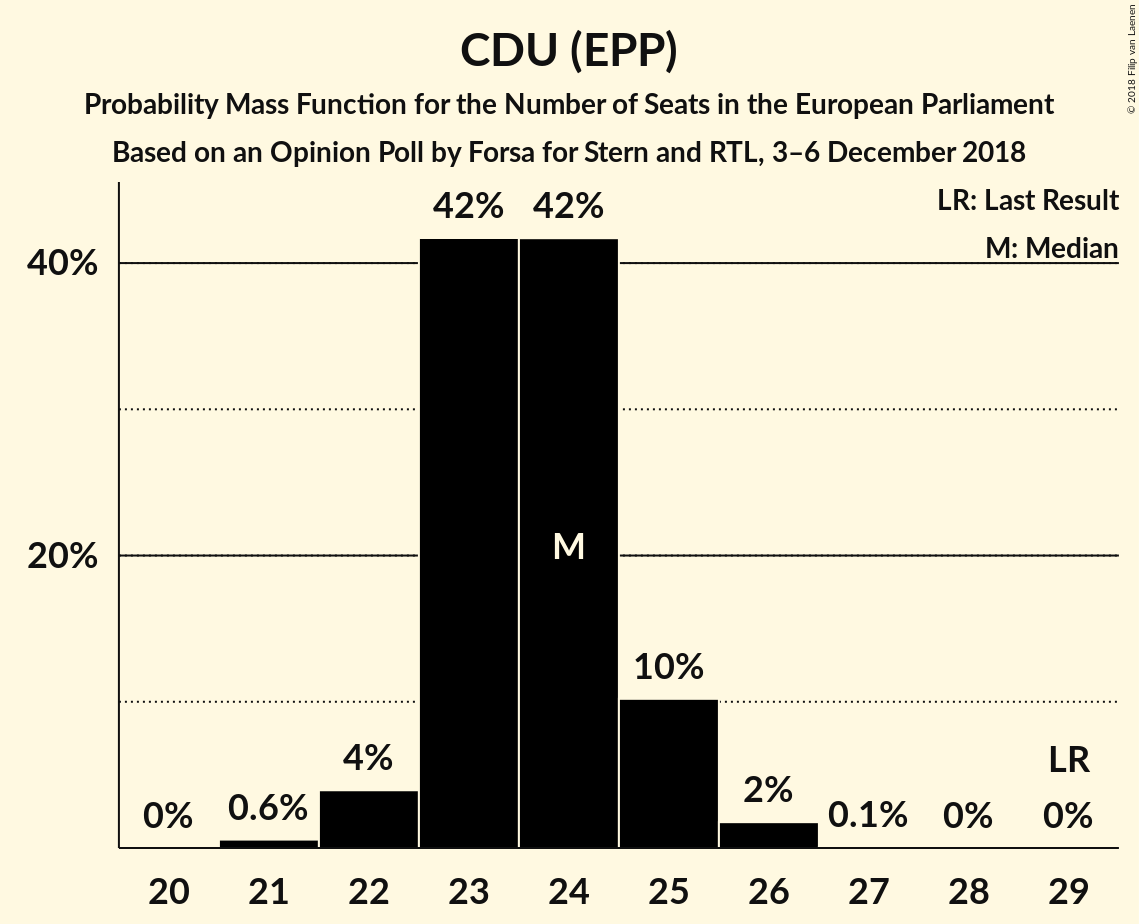 CDU (EPP)
Probability Mass Function for the Number of Seats in the European Parliament
Based on an Opinion Poll by Forsa for Stern and RTL, 3–6 December 2018
© 2018 Filip van Laenen
LR: Last Result
M: Median
42% 42%
40%
M
20%
10%
4%
2%
LR
0% 0.6% 0.1% 0% 0%
20 21 22 23 24 25 26 27 28 29